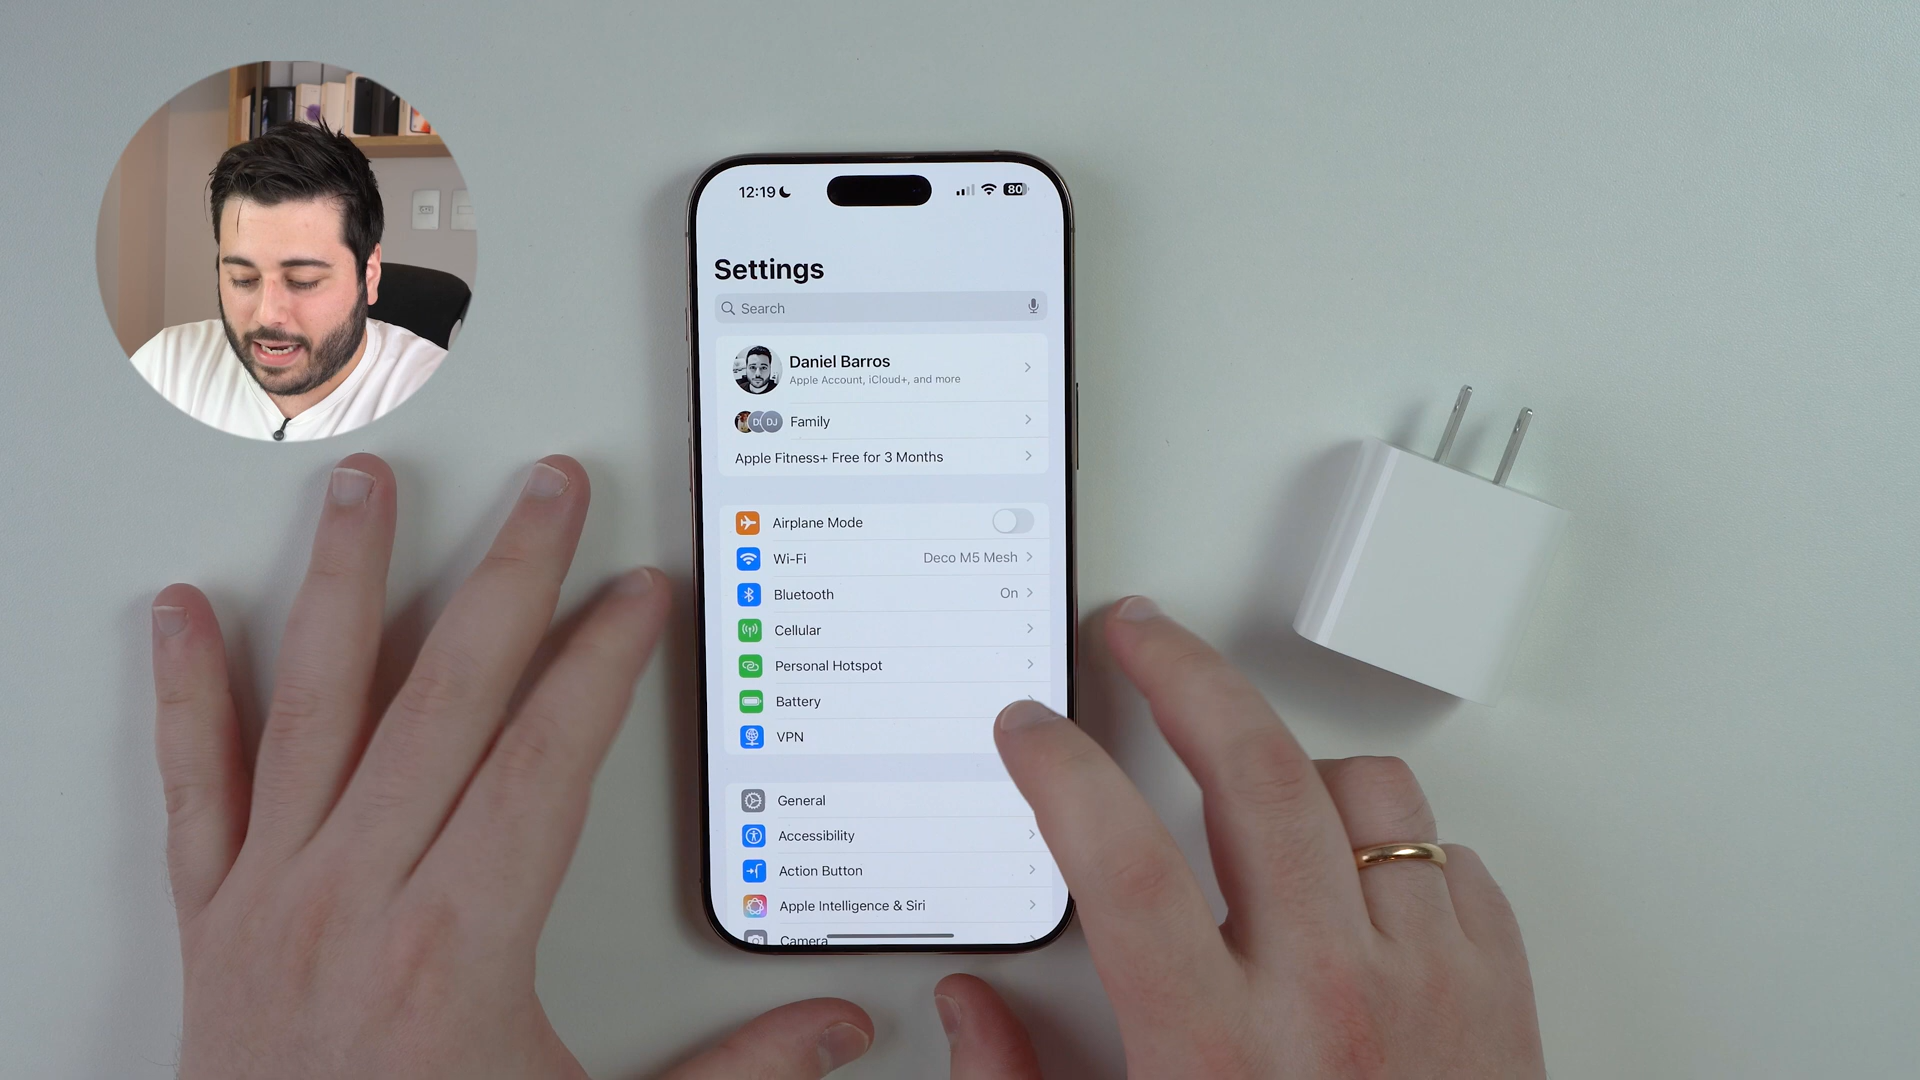 12:19
80
Settings
Search
Daniel Barros
Apple Account, iCloud+, and more
DJ
Family
Apple Fitness+ Free for 3 Months
Airplane Mode
Wi-Fi Deco M5 Mesh
Bluetooth On
Cellular
Personal Hotspot
Battery
VPN
General
Accessibility
Action Button
Apple Intelligence & Siri
Camera